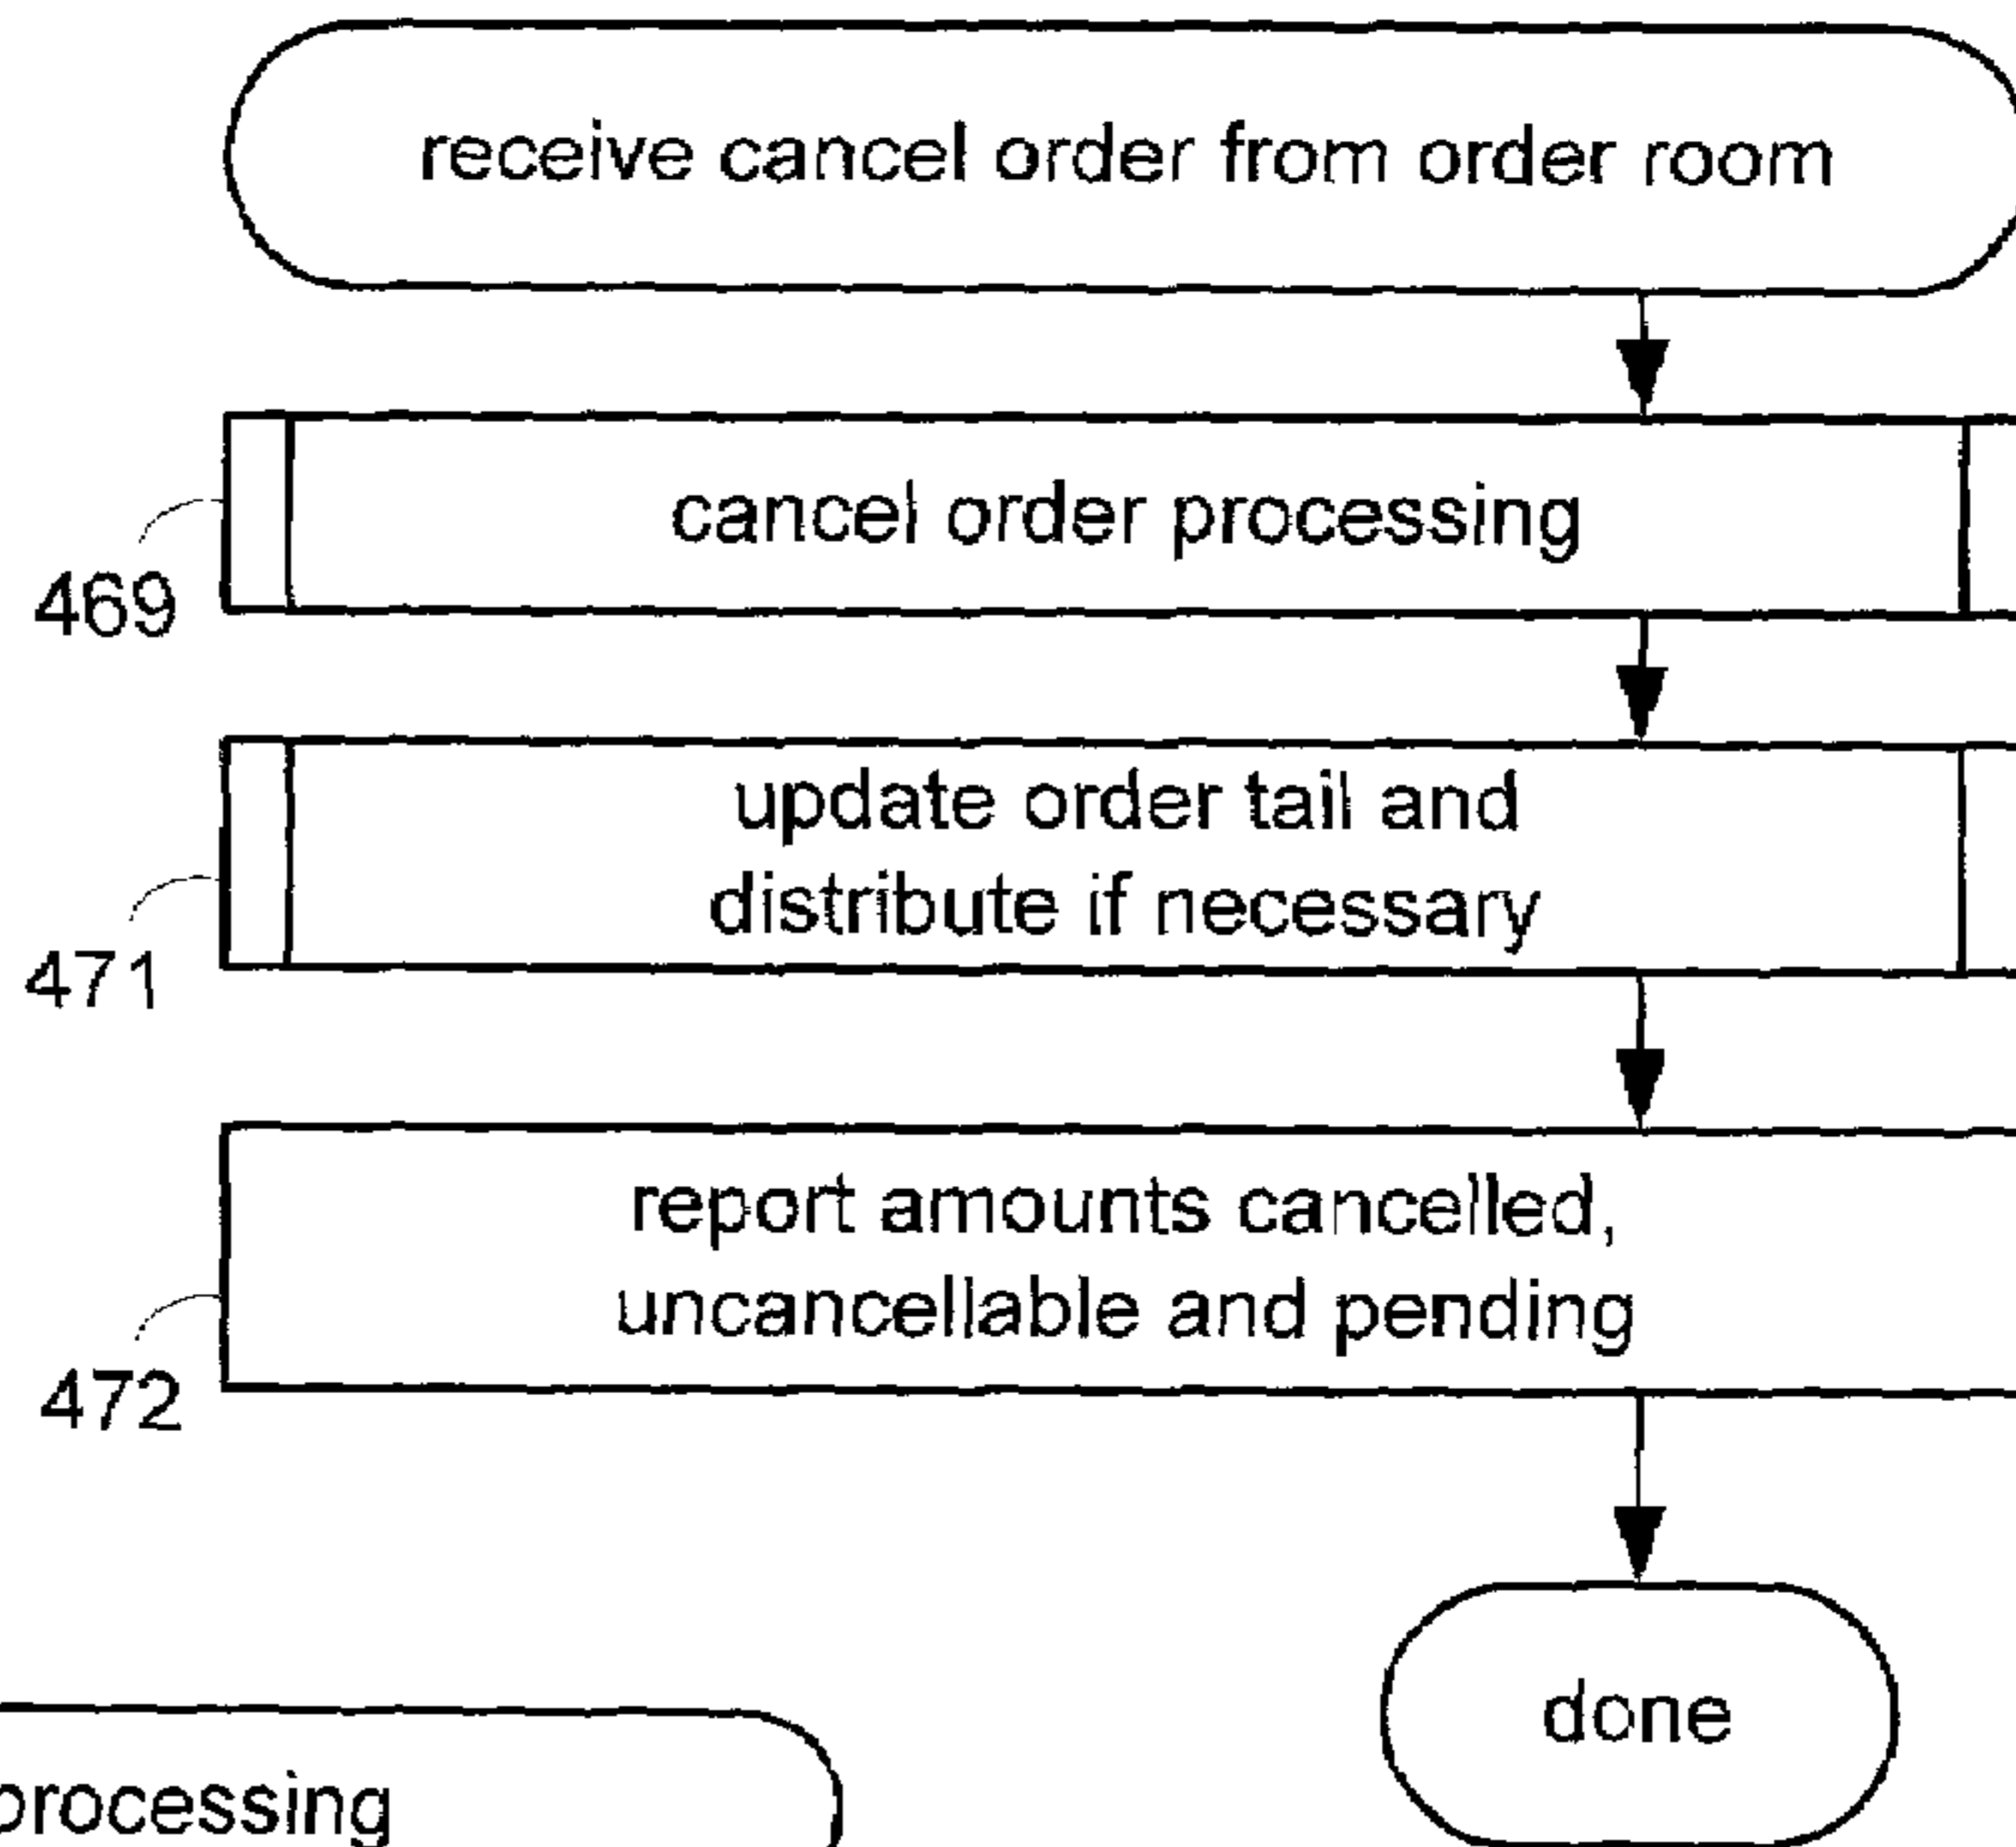 receive cancel order from order room
cancel order processing
469
update order tail and
distribute if necessary
471
report amounts cancelled,
uncancellable and pending
472
done
processing